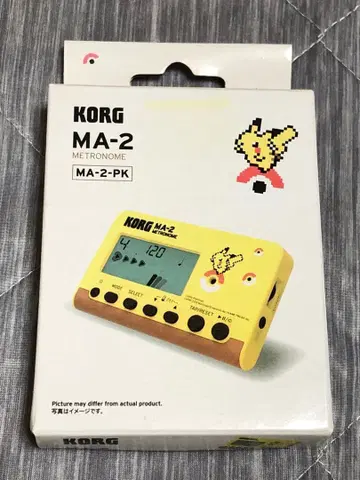 KORG
MA-2
METRONOME
MA-2-PK
KORG MA-2
METRONOME
4 120
MODE SELECT
TAP/RESET
Picture may differ from actual product.
写真はイメージです。